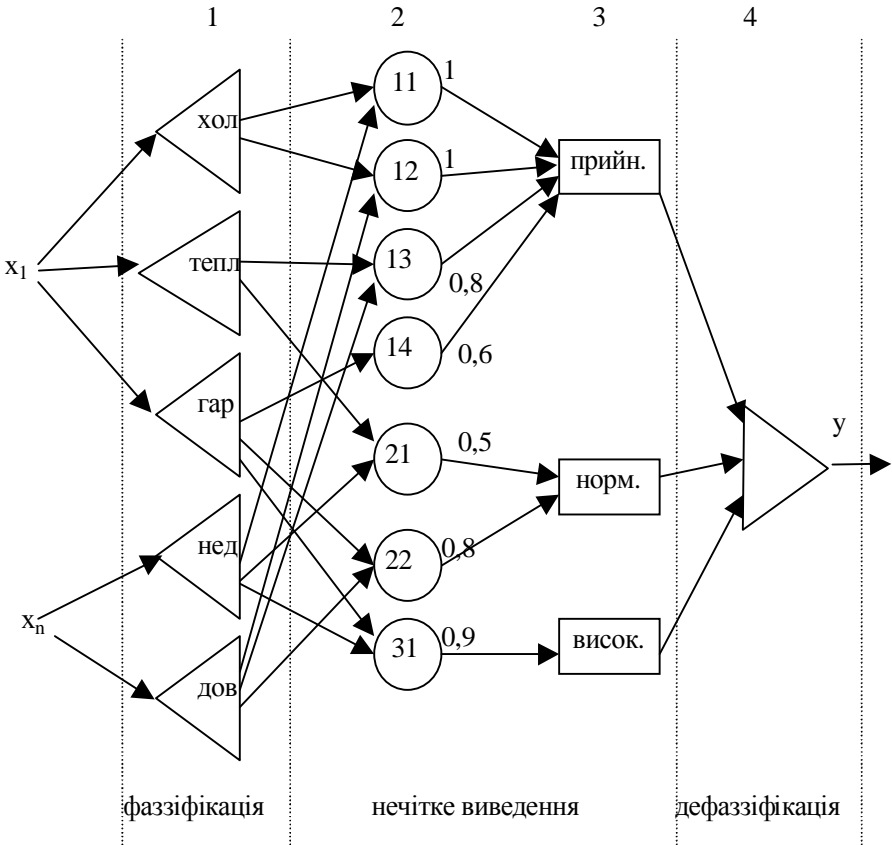 1 2 3 4
11 1
хол
12 1 прийн.
x1 тепл 13
0,8
14 0,6
гар
y
21 0,5
норм.
нед 22 0,8
xn
31 0,9 висок.
дов
фаззіфікація нечітке виведення дефаззіфікація